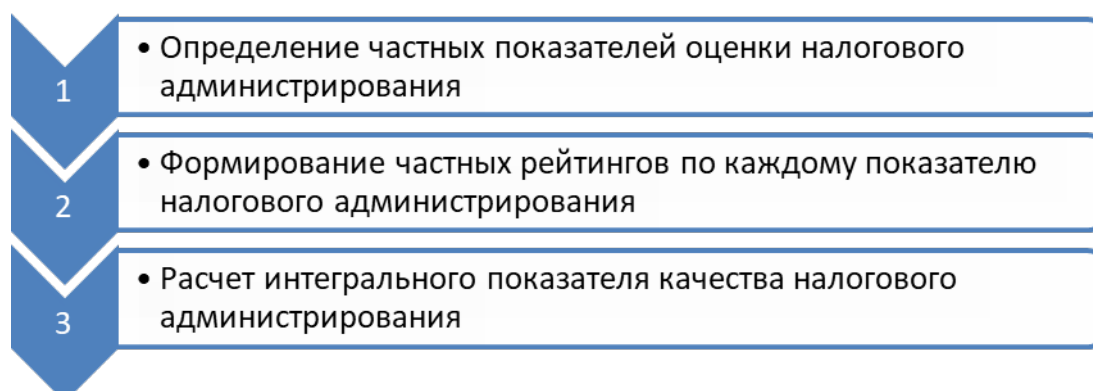 1
• Определение частных показателей оценки налогового
администрирования
2
• Формирование частных рейтингов по каждому показателю
налогового администрирования
3
• Расчет интегрального показателя качества налогового
администрирования